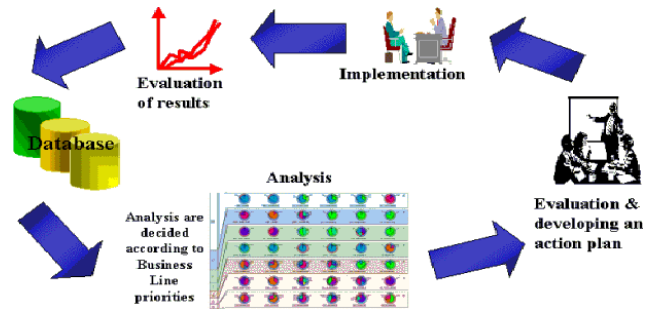 Evaluation
of results
Implementation
Database
Analysis
Analysis are
decided
according to
Business
Line
priorities
Evaluation &
developing an
action plan